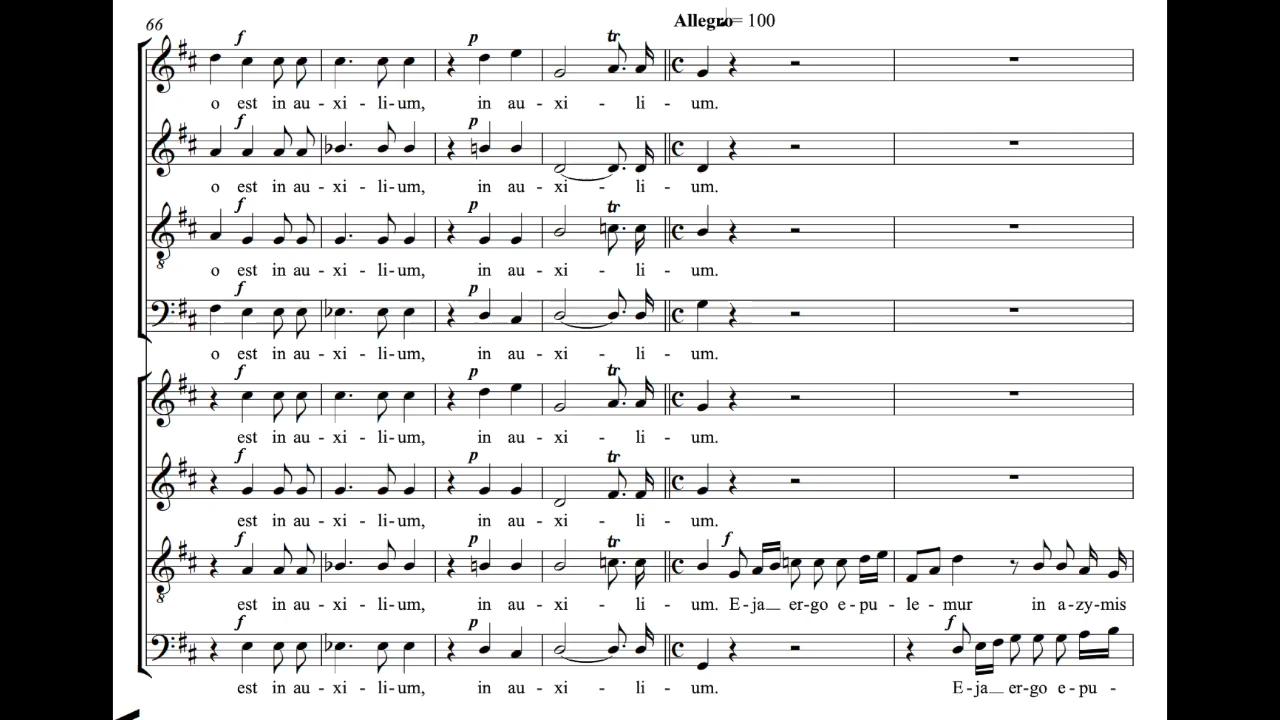 66 Allegro = 100
f p tr
o est in au - xi - li-um, in au - xi - li - um.
f p
o est in au - xi - li-um, in au - xi - li - um.
f p tr
o est in au - xi - li-um, in au - xi - li - um.
f p
o est in au - xi - li-um, in au - xi - li - um.
f p tr
est in au - xi - li-um, in au - xi - li - um.
f p tr
est in au - xi - li-um, in au - xi - li - um.
f p tr f
est in au - xi - li-um, in au - xi - li - um. E-ja__ er-go e-pu - le - mur in a-zy-mis
f p f
est in au - xi - li-um, in au - xi - li - um. E-ja__ er-go e-pu -